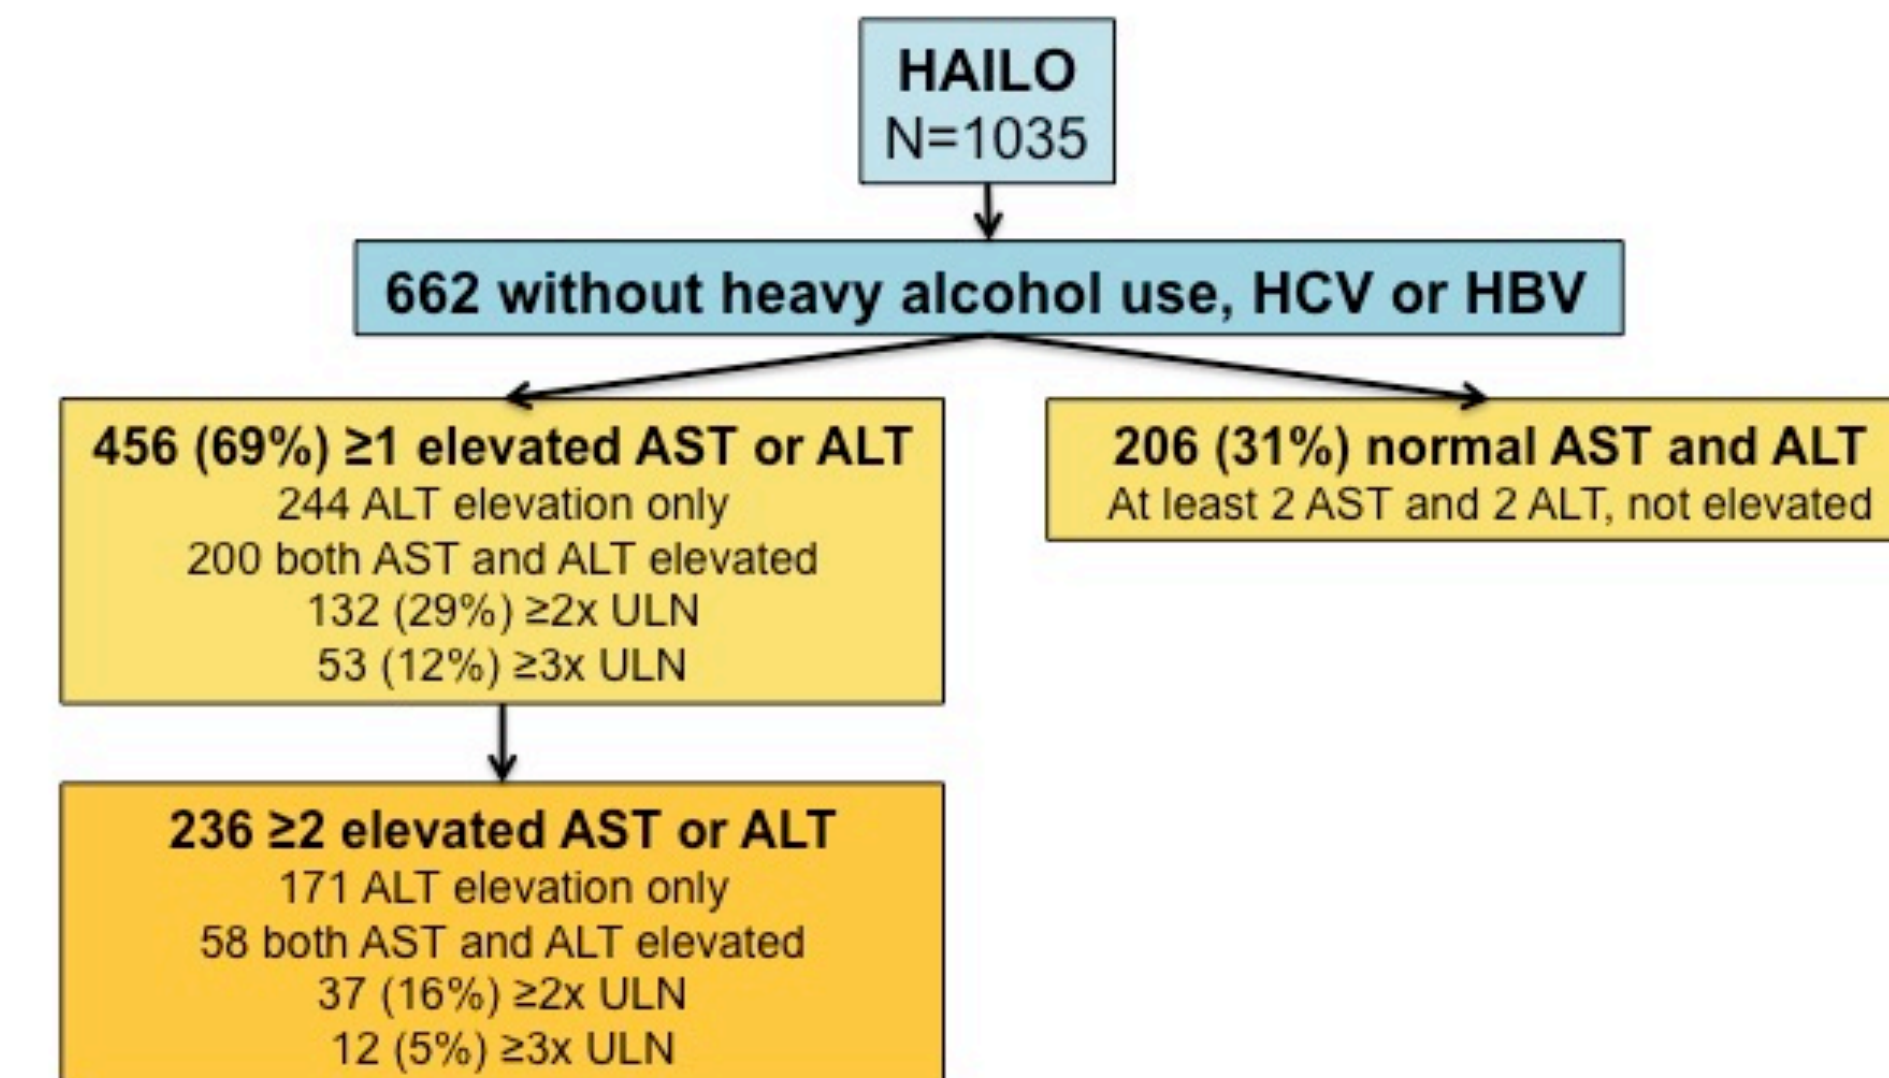 HAILO
N=1035
662 without heavy alcohol use, HCV or HBV
456 (69%) ≥1 elevated AST or ALT
244 ALT elevation only
200 both AST and ALT elevated
132 (29%) ≥2x ULN
53 (12%) ≥3x ULN
206 (31%) normal AST and ALT
At least 2 AST and 2 ALT, not elevated
236 ≥2 elevated AST or ALT
171 ALT elevation only
58 both AST and ALT elevated
37 (16%) ≥2x ULN
12 (5%) ≥3x ULN